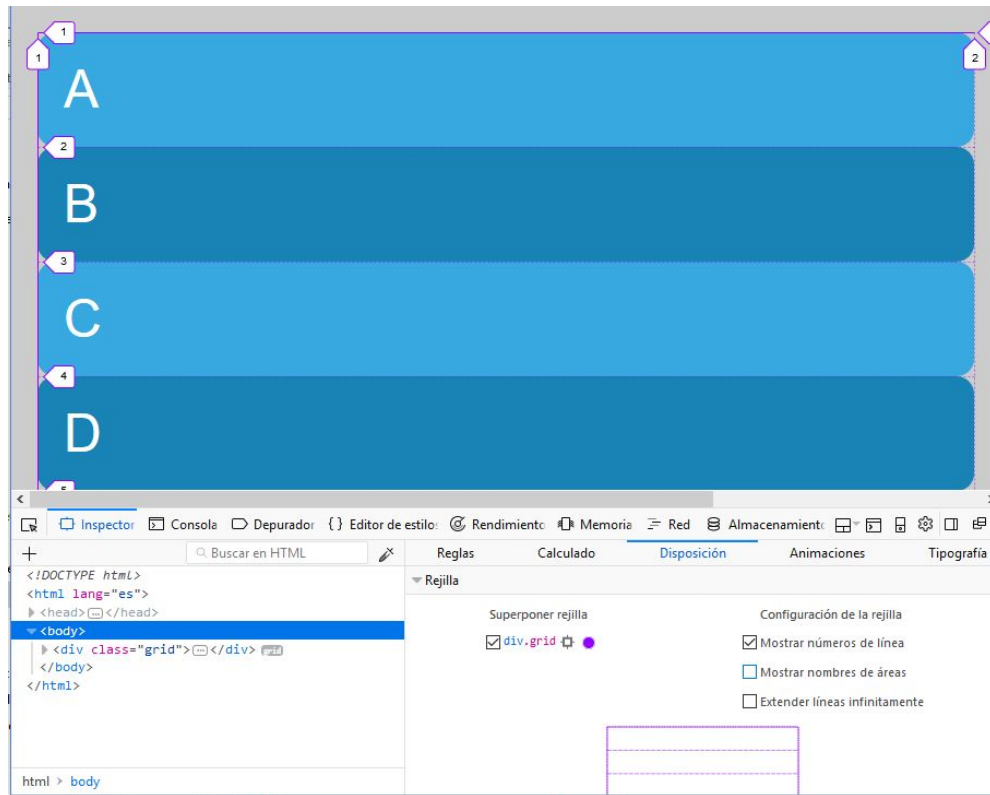 1
1
2
A
2
B
3
C
4
D
Inspector Consola Depurador {} Editor de estilo Rendimiento Memoria Red Almacenamient
+ Buscar en HTML Reglas Calculado Disposición Animaciones Tipografía
<!DOCTYPE html>
<html lang="es">
<head></head>
<body>
<div class="grid"></div> grid
</body>
</html>
html > body
Rejilla
Superponer rejilla
div.grid
Configuración de la rejilla
Mostrar números de línea
Mostrar nombres de áreas
Extender líneas infinitamente